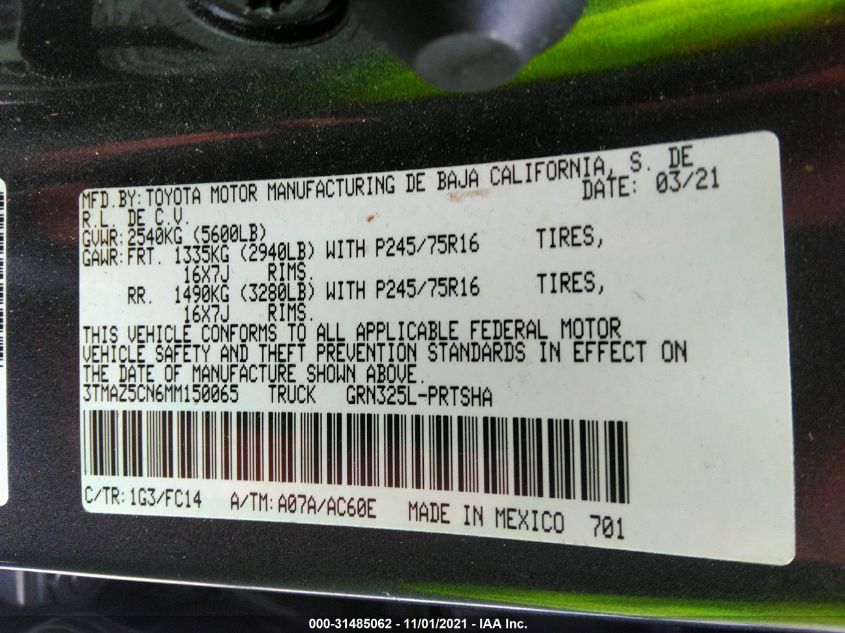 MFD.BY: TOYOTA MOTOR MANUFACTURING DE BAJA CALIFORNIA, S. DE
R.L. DE C.V. DATE: 03/21
GVWR: 2540KG (5600LB)
GAWR: FRT. 1335KG (2940LB) WITH P245/75R16 TIRES,
16X7J RIMS.
RR. 1490KG (3280LB) WITH P245/75R16 TIRES,
16X7J RIMS.
THIS VEHICLE CONFORMS TO ALL APPLICABLE FEDERAL MOTOR
VEHICLE SAFETY AND THEFT PREVENTION STANDARDS IN EFFECT ON
THE DATE OF MANUFACTURE SHOWN ABOVE.
3TMAZ5CN6MM150065 TRUCK GRN325L-PRTSHA
C/TR: 1G3/FC14 A/TM: A07A/AC60E MADE IN MEXICO 701
000-31485062 - 11/01/2021 - IAA Inc.